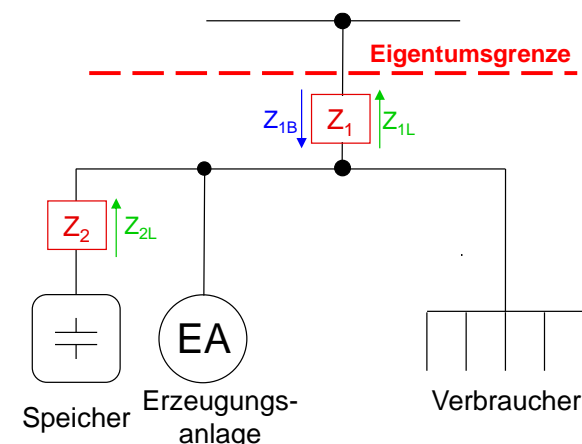 Eigentumsgrenze
Z1B
Z1
Z1L
Z2
Z2L
EA
Speicher
Erzeugungs-
anlage
Verbraucher